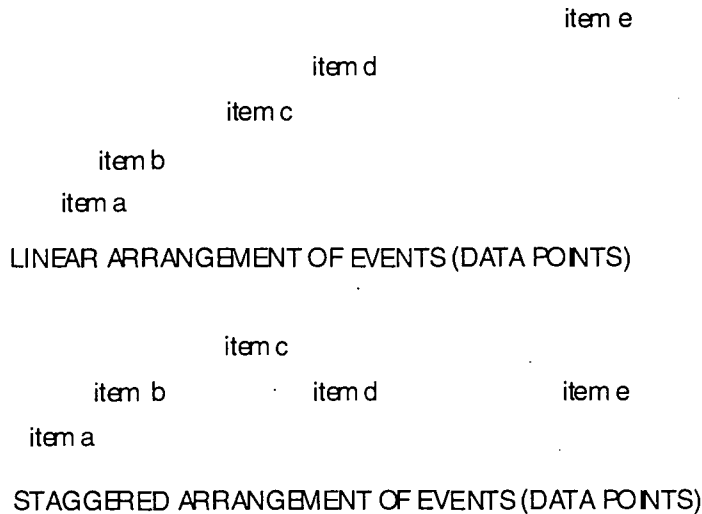 item e
item d
item c
item b
item a
LINEAR ARRANGEMENT OF EVENTS (DATA POINTS)
item c
item b item d item e
item a
STAGGERED ARRANGEMENT OF EVENTS (DATA POINTS)